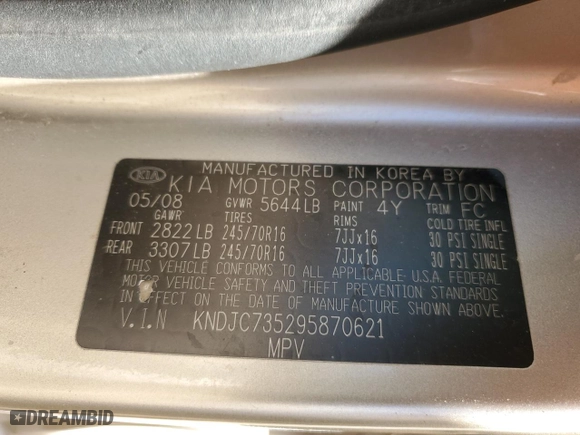 MANUFACTURED IN KOREA BY
KIA KIA MOTORS CORPORATION
05/08 GVWR 5644LB PAINT 4Y TRIM FC
GAWR TIRES RIMS COLD TIRE INFL
FRONT 2822LB 245/70R16 7JJx16 30 PSI SINGLE
REAR 3307LB 245/70R16 7JJx16 30 PSI SINGLE
THIS VEHICLE CONFORMS TO ALL APPLICABLE U.S.A. FEDERAL
MOTOR VEHICLE SAFETY & THEFT PREVENTION STANDARDS
IN EFFECT ON THE DATE OF MANUFACTURE SHOWN ABOVE
V.I.N KNDJC735295870621
MPV
DREAMBID